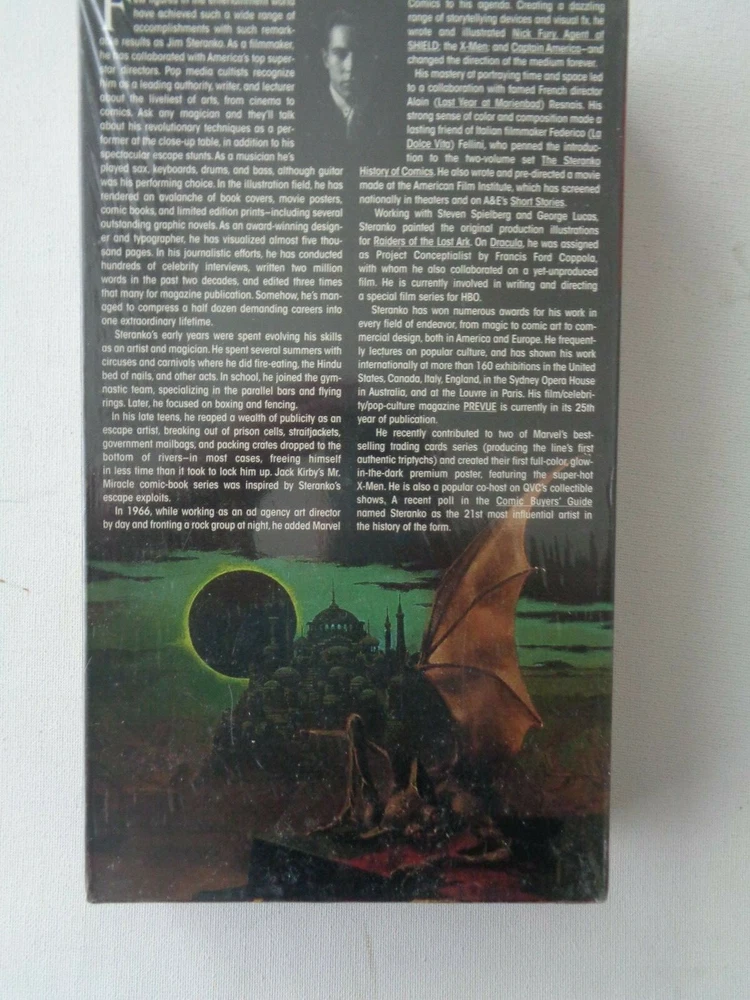 F
have achieved such a wide range of
accomplishments with such remark-
able results as Jim Steranko. As a filmmaker,
he has collaborated with America's top super-
star directors. Pop media cultists recognize
him as a leading authority, writer, and lecturer
about the liveliest of arts, from cinema to
comics. Ask any magician and they'll talk
about his revolutionary techniques as a per-
former at the close-up table, in addition to his
spectacular escape stunts. As a musician he's
played sax, keyboards, drums, and bass, although guitar
was his performing choice. In the illustration field, he has
rendered an avalanche of book covers, movie posters,
comic books, and limited edition prints—including several
outstanding graphic novels. As an award-winning design-
er and typographer, he has visualized almost five thou-
sand pages. In his journalistic efforts, he has conducted
hundreds of celebrity interviews, written two million
words in the past two decades, and edited three times
that many for magazine publication. Somehow, he's man-
aged to compress a half dozen demanding careers into
one extraordinary lifetime.
Steranko's early years were spent evolving his skills
as an artist and magician. He spent several summers with
circuses and carnivals where he did fire-eating, the Hindu
bed of nails, and other acts. In school, he joined the gym-
nastic team, specializing in the parallel bars and flying
rings. Later, he focused on boxing and fencing.
In his late teens, he reaped a wealth of publicity as an
escape artist, breaking out of prison cells, straitjackets,
government mailbags, and packing crates dropped to the
bottom of rivers—in most cases, freeing himself
in less time than it took to lock him up. Jack Kirby's Mr.
Miracle comic-book series was inspired by Steranko's
escape exploits.
In 1966, while working as an ad agency art director
by day and fronting a rock group at night, he added Marvel
Comics to his agenda. Creating a dazzling
range of storytellying devices and visual fx, he
wrote and illustrated Nick Fury, Agent of
SHIELD; the X-Men; and Captain America—and
changed the direction of the medium forever.
His mastery of portraying time and space led
to a collaboration with famed French director
Alain (Last Year at Marienbad) Resnais. His
strong sense of color and composition made a
lasting friend of Italian filmmaker Federico (La
Dolce Vita) Fellini, who penned the introduc-
tion to the two-volume set The Steranko
History of Comics. He also wrote and pre-directed a movie
made at the American Film Institute, which has screened
nationally in theaters and on A&E's Short Stories.
Working with Steven Spielberg and George Lucas,
Steranko painted the original production illustrations
for Raiders of the Lost Ark. On Dracula, he was assigned
as Project Conceptualist by Francis Ford Coppola,
with whom he also collaborated on a yet-unproduced
film. He is currently involved in writing and directing
a special film series for HBO.
Steranko has won numerous awards for his work in
every field of endeavor, from magic to comic art to com-
mercial design, both in America and Europe. He frequent-
ly lectures on popular culture, and has shown his work
internationally at more than 160 exhibitions in the United
States, Canada, Italy, England, in the Sydney Opera House
in Australia, and at the Louvre in Paris. His film/celebri-
ty/pop-culture magazine PREVUE is currently in its 25th
year of publication.
He recently contributed to two of Marvel's best-
selling trading cards series (producing the line's first
authentic triptychs) and created their first full-color, glow-
in-the-dark premium poster, featuring the super-hot
X-Men. He is also a popular co-host on QVC's collectible
shows. A recent poll in the Comic Buyers' Guide
named Steranko as the 21st most influential artist in
the history of the form.